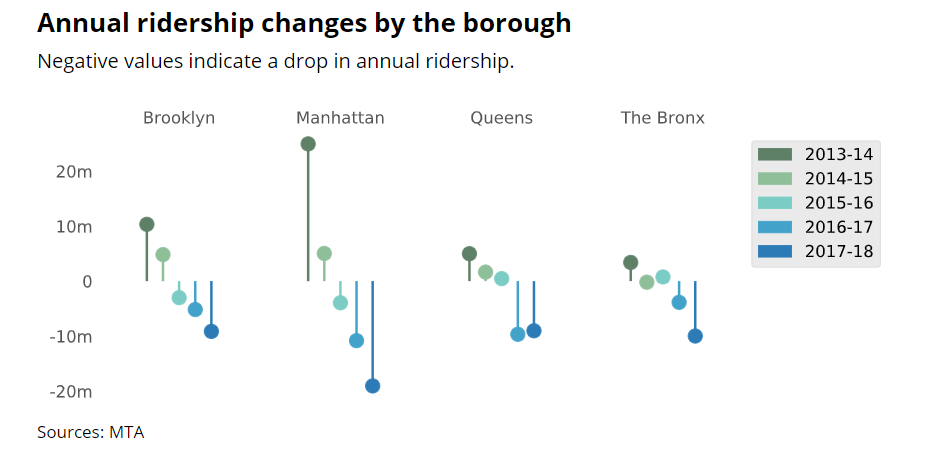 Annual ridership changes by the borough
Negative values indicate a drop in annual ridership.
Brooklyn Manhattan Queens The Bronx
20m
10m
0
-10m
-20m
2013-14
2014-15
2015-16
2016-17
2017-18
Sources: MTA